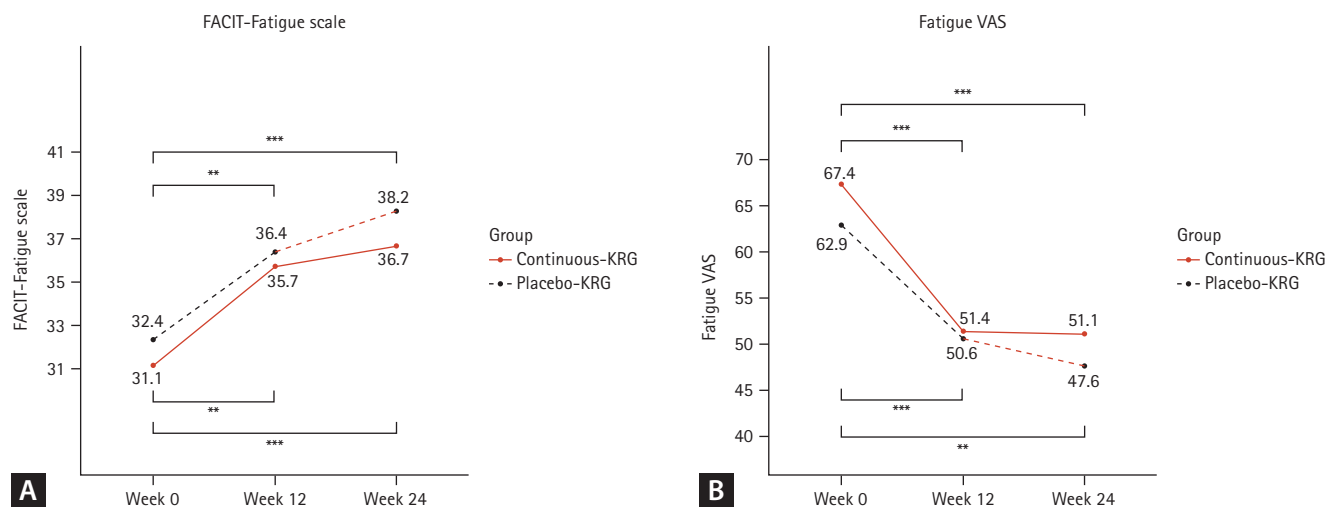 FACIT-Fatigue scale
FACIT-Fatigue scale
41
39
37
35
33
31
***
**
32.4
31.1
36.4
35.7
38.2
36.7
**
***
Group
Continuous-KRG
Placebo-KRG
A
Week 0
Week 12
Week 24
Fatigue VAS
Fatigue VAS
70
65
60
55
50
45
40
***
***
67.4
62.9
51.4
50.6
51.1
47.6
***
**
Group
Continuous-KRG
Placebo-KRG
B
Week 0
Week 12
Week 24